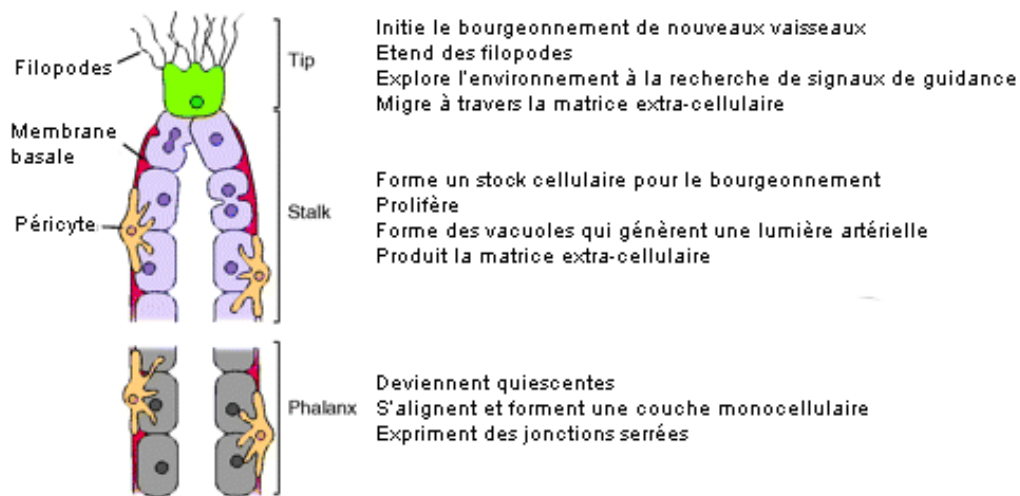 Filopodes
Tip
Initie le bourgeonnement de nouveaux vaisseaux
Etend des filopodes
Explore l'environnement à la recherche de signaux de guidance
Migre à travers la matrice extra-cellulaire
Membrane
basale
Péricyte
Stalk
Forme un stock cellulaire pour le bourgeonnement
Prolifère
Forme des vacuoles qui génèrent une lumière artérielle
Produit la matrice extra-cellulaire
Phalanx
Deviennent quiescentes
S'alignent et forment une couche monocellulaire
Expriment des jonctions serrées